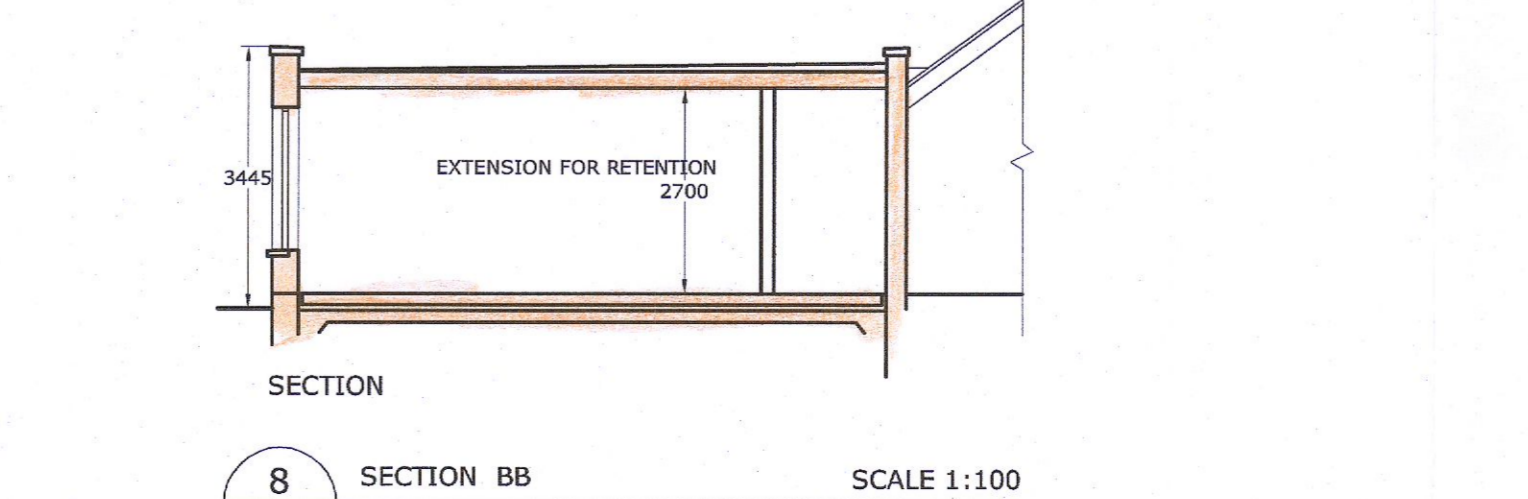 3445
EXTENSION FOR RETENTION
2700
SECTION
8 SECTION BB SCALE 1:100